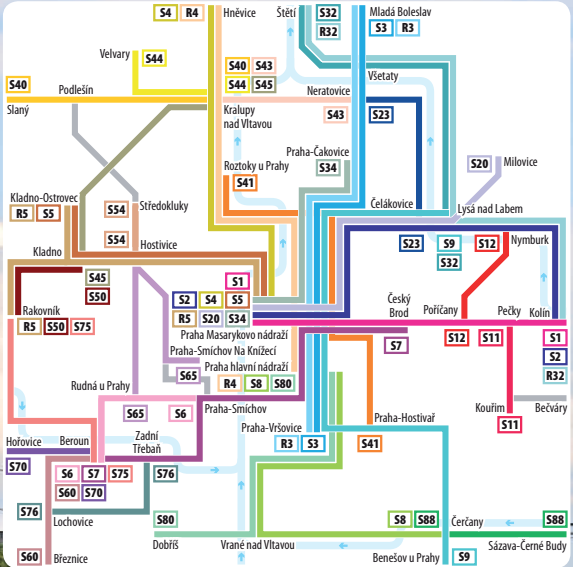 S4 R4 Hněvice
Štětí S32
R32
Mladá Boleslav
S3 R3
Velvary S44
S40 S43
S44 S45
Všetaty
S40
Podlešín
Slaný
Kralupy
nad Vltavou
Neratovice
S43
S23
Praha-Čakovice
S34
S20 Milovice
Roztoky u Prahy
S41
Kladno-Ostrovec
R5 S5
S54 Středokluky
Čelákovice
Lysá nad Labem
S54
Hostivice
S23 S9 S12
S32
Nymburk
Kladno
S45
S50
S1
S2 S4 S5
R5 S20 S34
Praha Masarykovo nádraží
Český
Brod
Poříčany
Pečky
Kolín
Rakovník
R5 S50 S75
S7
S12 S11
S1
S2
R32
Praha-Smíchov Na Knížecí
S65
Praha hlavní nádraží
R4 S8 S80
Rudná u Prahy
S65 S6
Praha-Smíchov
Kouřim
S11
Bečváry
Praha-Vršovice
R3 S3
Praha-Hostivař
S41
Hořovice
S70
Beroun
Zadní
Třebaň
S6 S7 S75
S60 S70
S76
S76
Lochovice
S80
Dobříš
Vrané nad Vltavou
S8 S88
Čerčany
S88
Sázava-Černé Budy
S60 Březnice
Benešov u Prahy S9